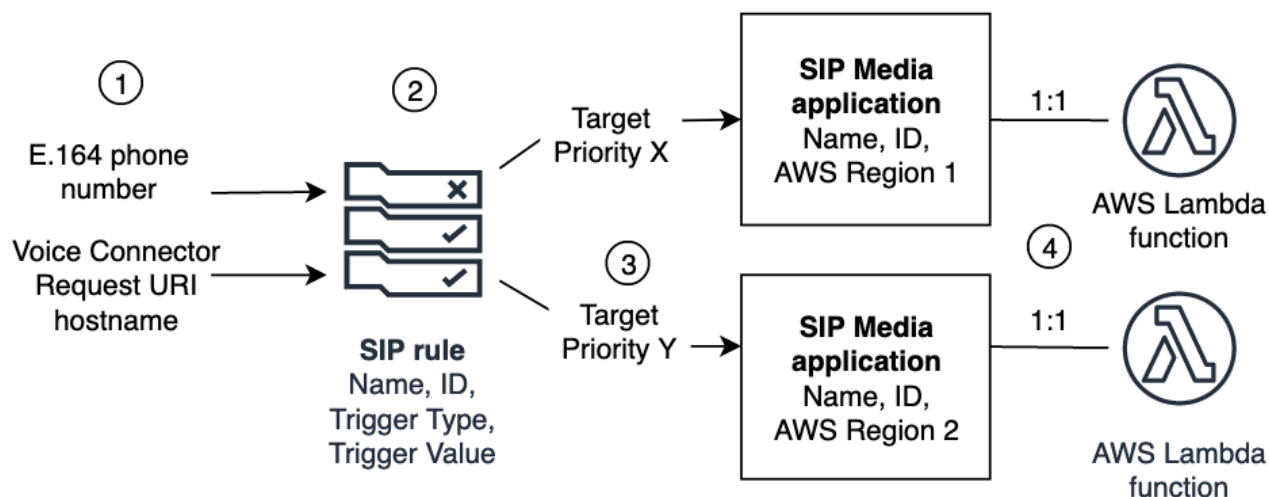 1
E.164 phone
number
Voice Connector
Request URI
hostname
2
SIP rule
Name, ID,
Trigger Type,
Trigger Value
Target
Priority X
3
Target
Priority Y
SIP Media
application
Name, ID,
AWS Region 1
SIP Media
application
Name, ID,
AWS Region 2
1:1
AWS Lambda
function
4
1:1
AWS Lambda
function